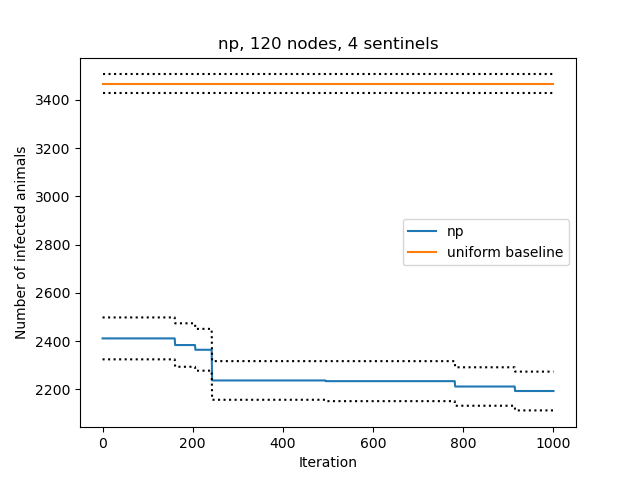 np, 120 nodes, 4 sentinels
Number of infected animals
3400
3200
3000
2800
2600
2400
2200
np
uniform baseline
0
200
400
600
800
1000
Iteration